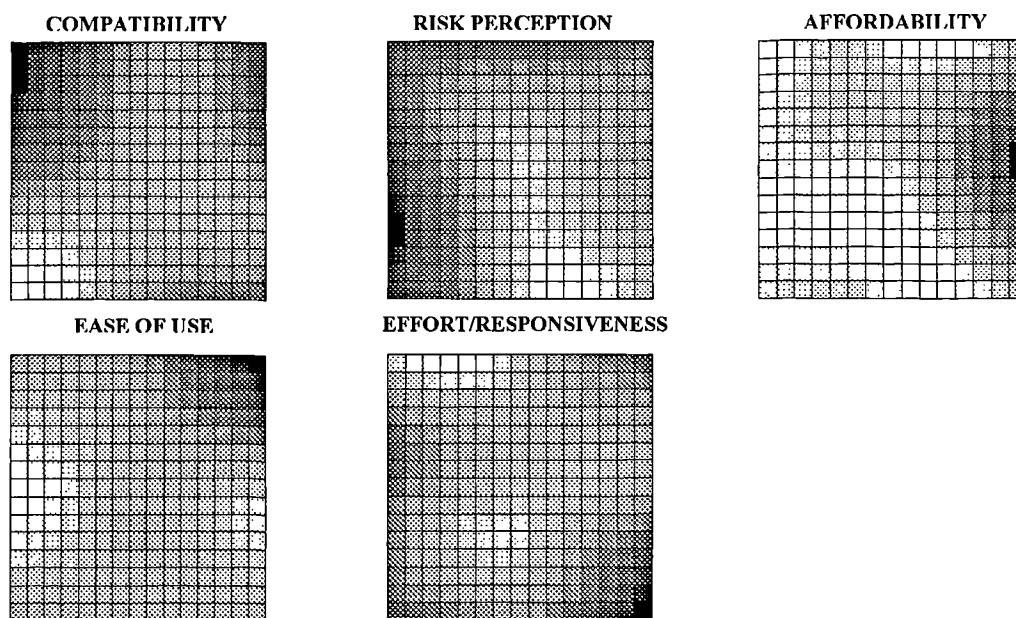 COMPATIBILITY
RISK PERCEPTION
AFFORDABILITY
EASE OF USE
EFFORT/RESPONSIVENESS